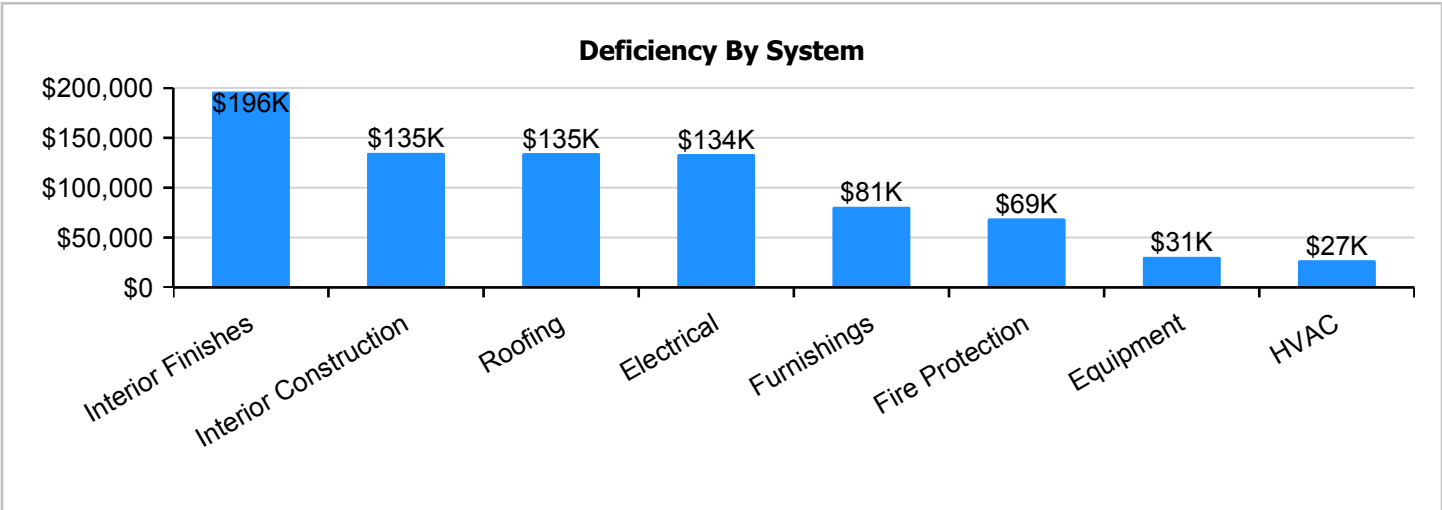 Deficiency By System
$200,000
$150,000
$100,000
$50,000
$0
$196K
$135K
$135K
$134K
$81K
$69K
$31K
$27K
Interior Finishes
Interior Construction
Roofing
Electrical
Furnishings
Fire Protection
Equipment
HVAC